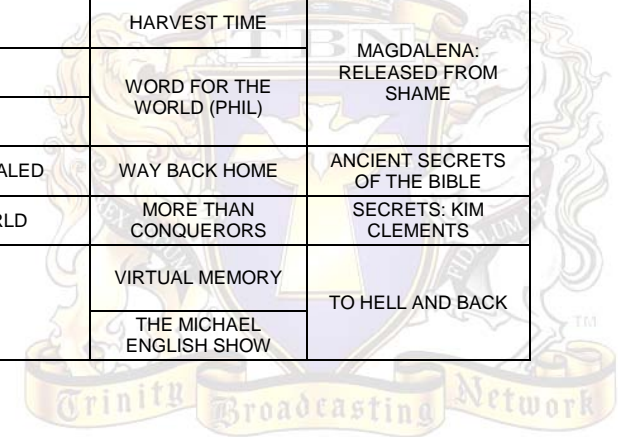 TBN
HARVEST TIME
MAGDALENA:
RELEASED FROM
SHAME
WORD FOR THE
WORLD (PHIL)
ALED
WAY BACK HOME
ANCIENT SECRETS
OF THE BIBLE
RLD
MORE THAN
CONQUERORS
SECRETS: KIM
CLEMENTS
VIRTUAL MEMORY
TO HELL AND BACK
THE MICHAEL
ENGLISH SHOW
TM
Trinity Broadcasting Network